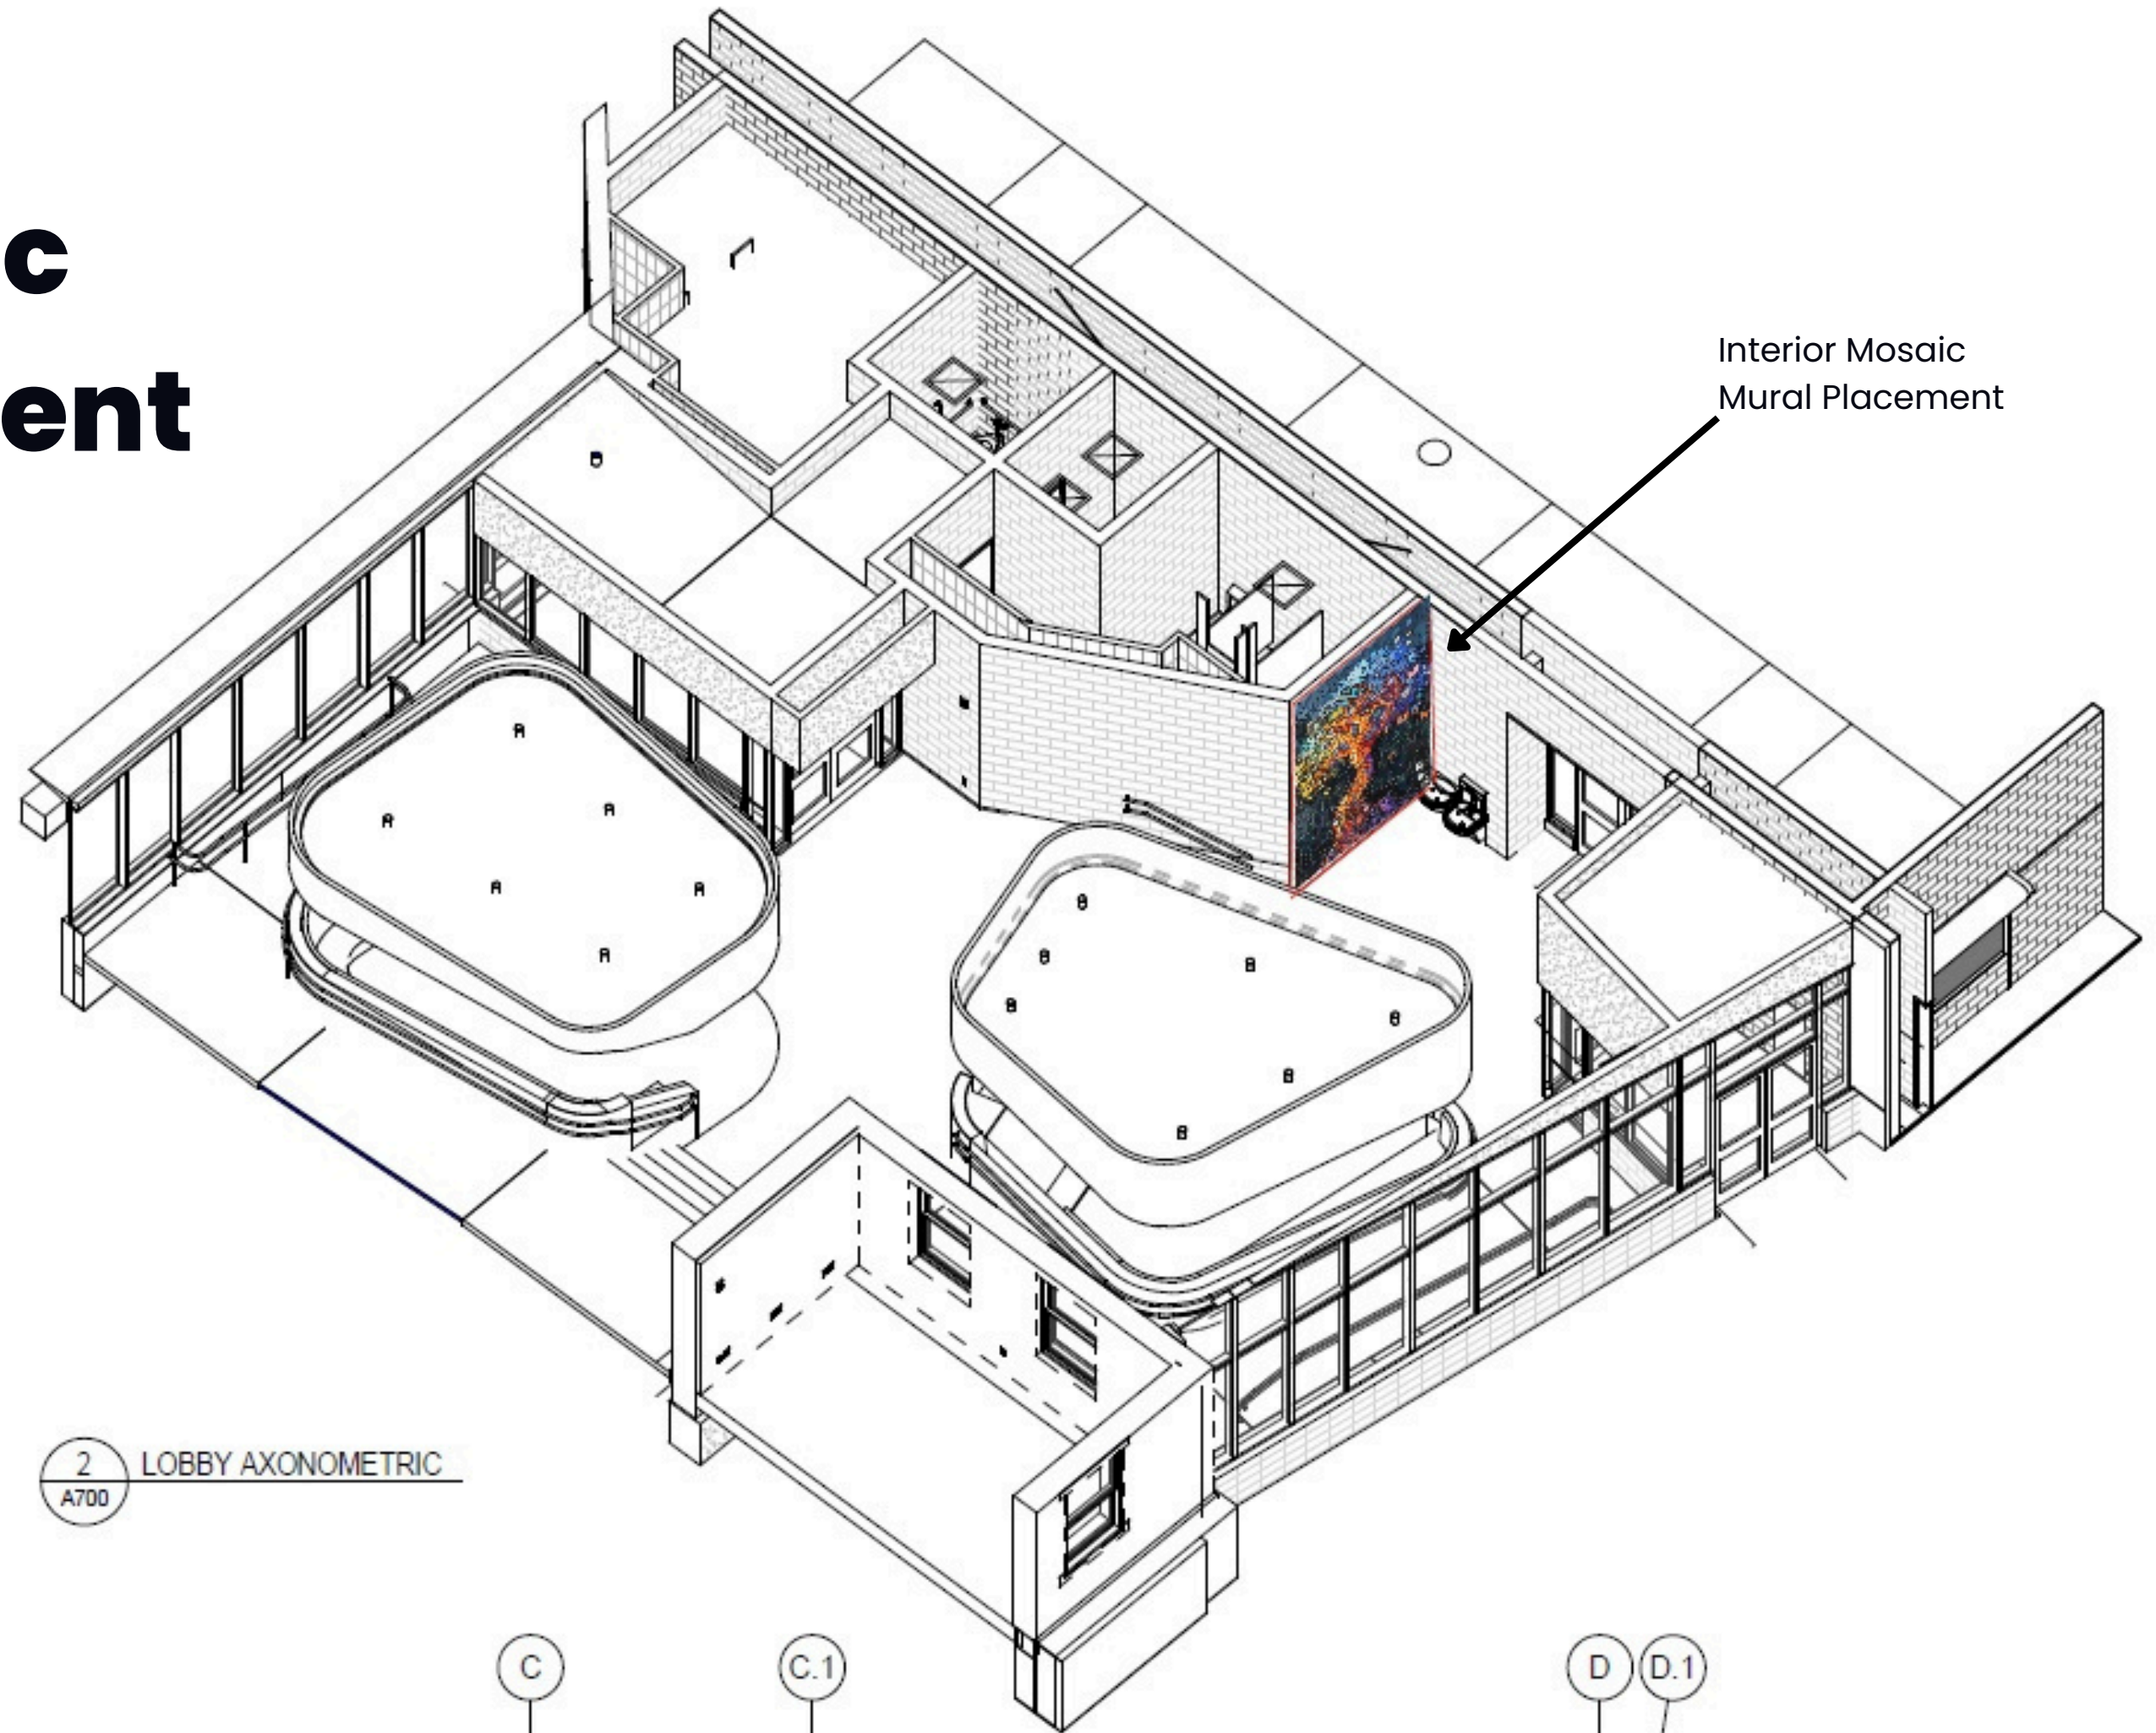 c
ent
Interior Mosaic
Mural Placement
2 LOBBY AXONOMETRIC
A700
C C.1 D D.1